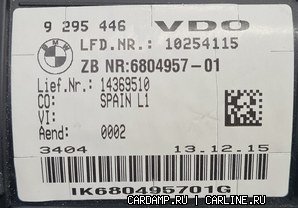 9 295 446 VDO
LFD.NR.: 10254115
ZB NR:6804957-01
Lief.Nr.: 14369510
CO: SPAIN L1
VI:
Aend: 0002
3404 13.12.15
IK680495701G
CARDAMP.RU | CARLINE.RU